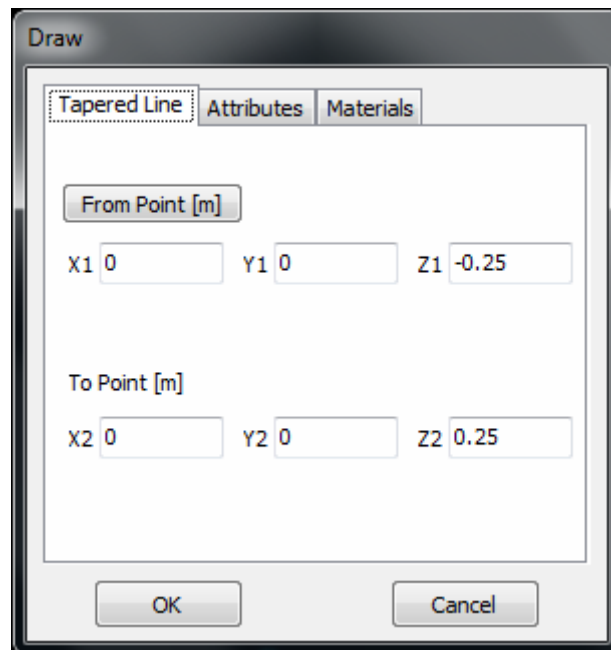 Draw
Tapered Line Attributes Materials
From Point [m]
X1 0 Y1 0 Z1 -0.25
To Point [m]
X2 0 Y2 0 Z2 0.25
OK Cancel